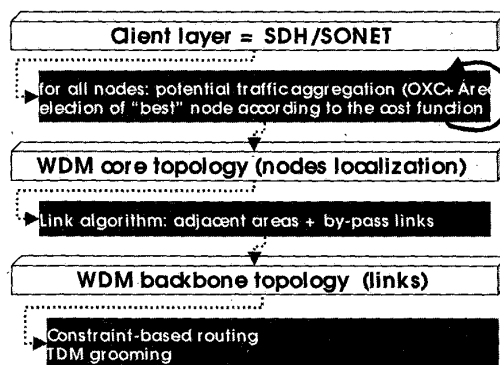 Client layer = SDH/SONET
for all nodes: potential traffic aggregation (OXC+ Area
election of "best" node according to the cost function
WDM core topology (nodes localization)
Link algorithm: adjacent areas + by-pass links
WDM backbone topology (links)
Constraint-based routing
TDM grooming